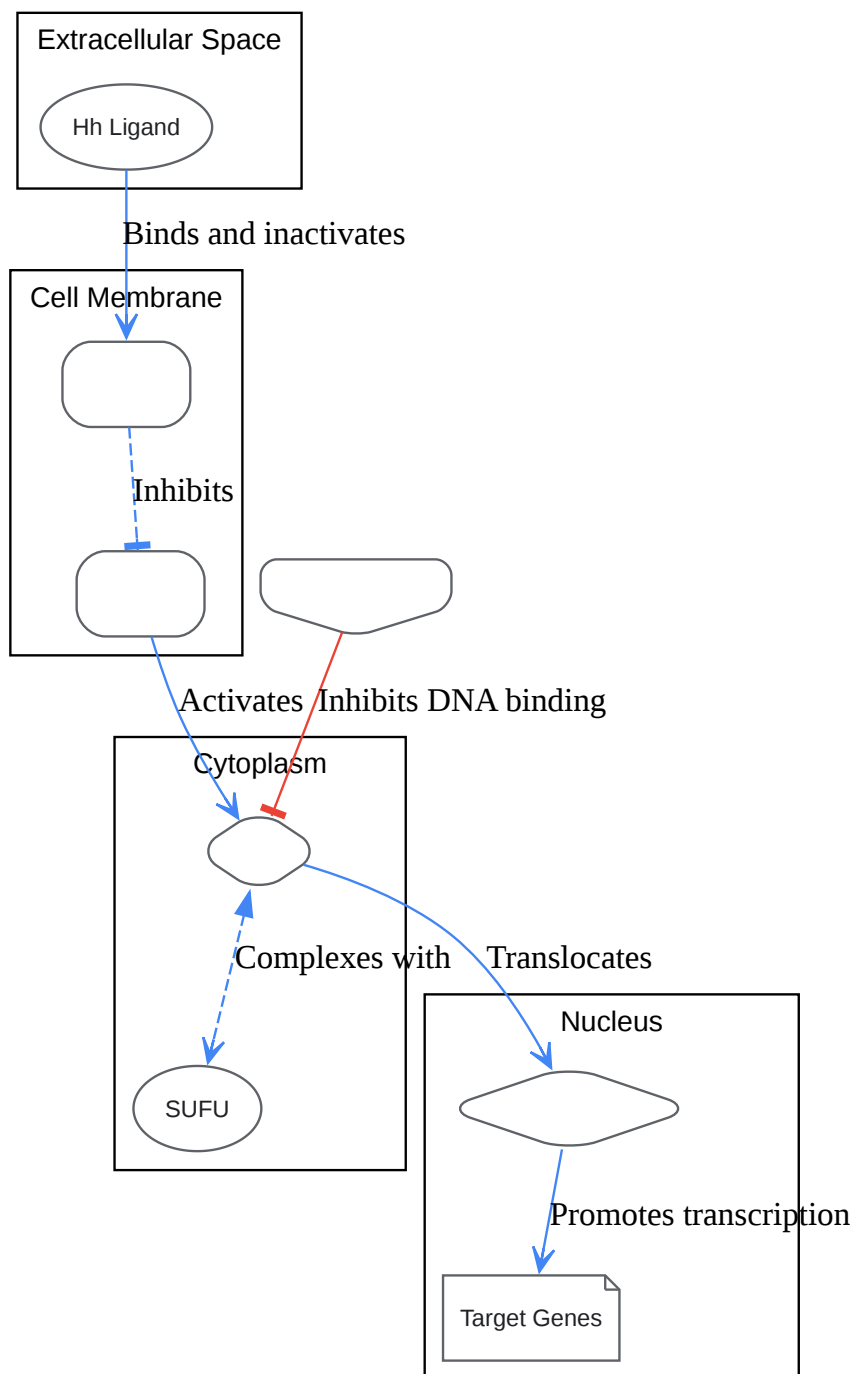 Extracellular Space
Hh Ligand
Binds and inactivates
Cell Membrane
Inhibits
Activates
Inhibits DNA binding
Cytoplasm
Complexes with
Translocates
Nucleus
SUFU
Promotes transcription
Target Genes